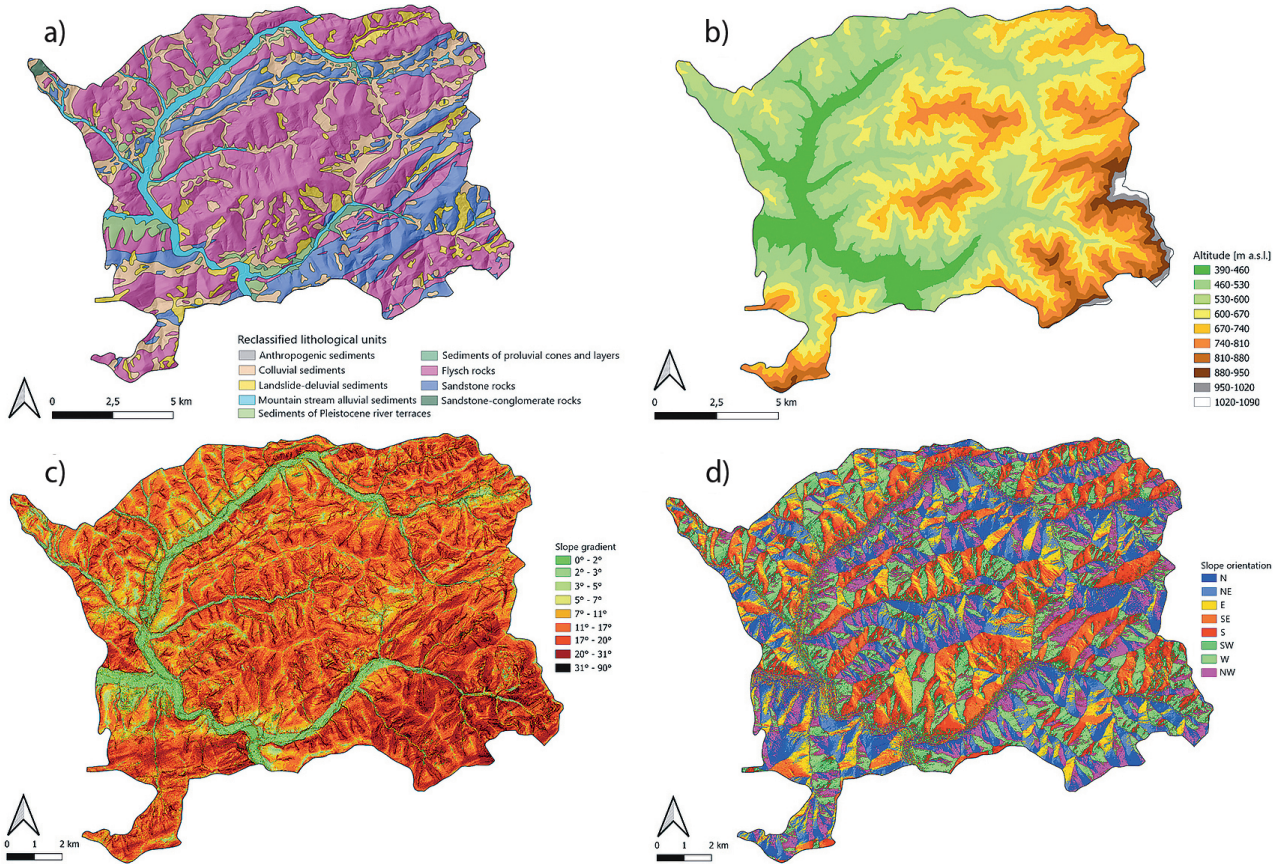 a)
Reclassified lithological units
Anthropogenic sediments
Colluvial sediments
Landslide-deluvial sediments
Mountain stream alluvial sediments
Sediments of Pleistocene river terraces
Sediments of proluvial cones and layers
Flysch rocks
Sandstone rocks
Sandstone-conglomerate rocks
0 2,5 5 km
b)
Altitude [m a.s.l.]
390-460
460-530
530-600
600-670
670-740
740-810
810-880
880-950
950-1020
1020-1090
0 2,5 5 km
c)
Slope gradient
0° - 2°
2° - 3°
3° - 5°
5° - 7°
7° - 11°
11° - 17°
17° - 20°
20° - 31°
31° - 90°
0 1 2 km
d)
Slope orientation
N
NE
E
SE
S
SW
W
NW
0 1 2 km